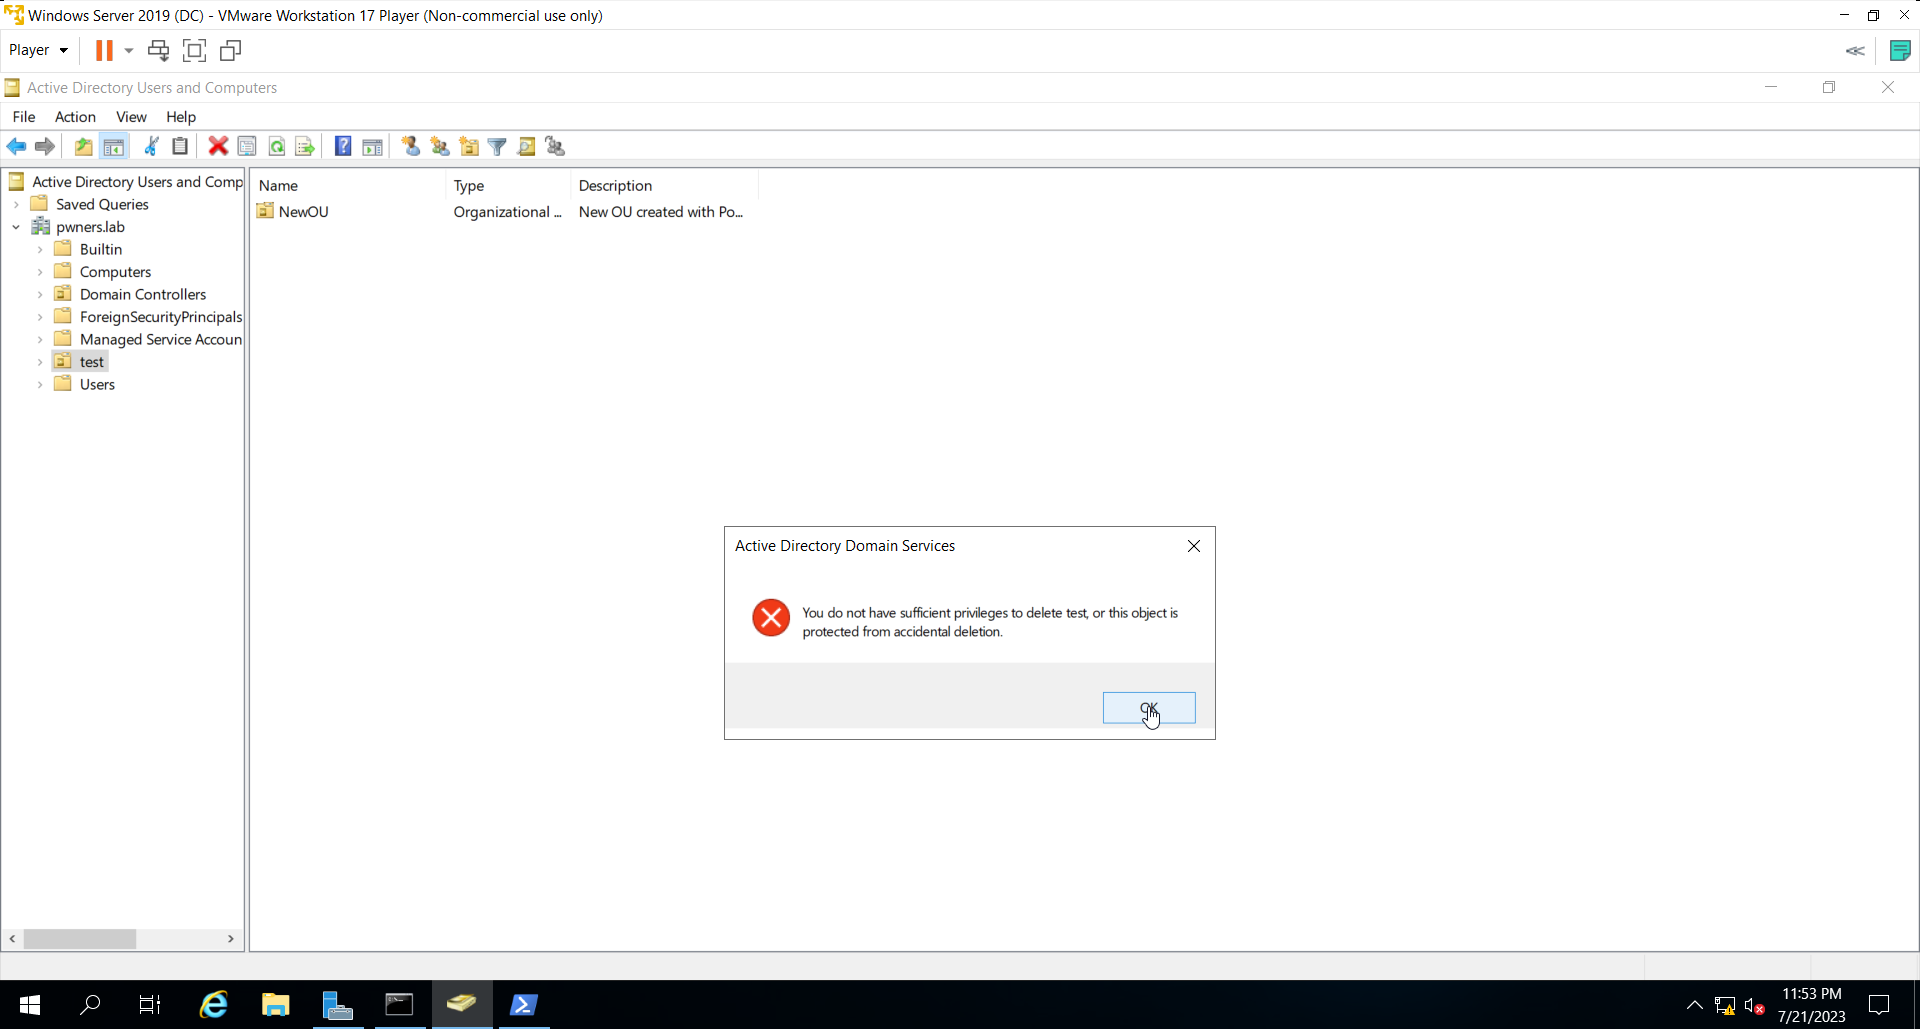 Windows Server 2019 (DC) - VMware Workstation 17 Player (Non-commercial use only)
Player
Active Directory Users and Computers
File Action View Help
Active Directory Users and Comp
Saved Queries
pwners.lab
Builtin
Computers
Domain Controllers
ForeignSecurityPrincipals
Managed Service Accoun
test
Users
Name Type Description
NewOU Organizational ... New OU created with Po...
Active Directory Domain Services
You do not have sufficient privileges to delete test, or this object is
protected from accidental deletion.
OK
11:53 PM
7/21/2023